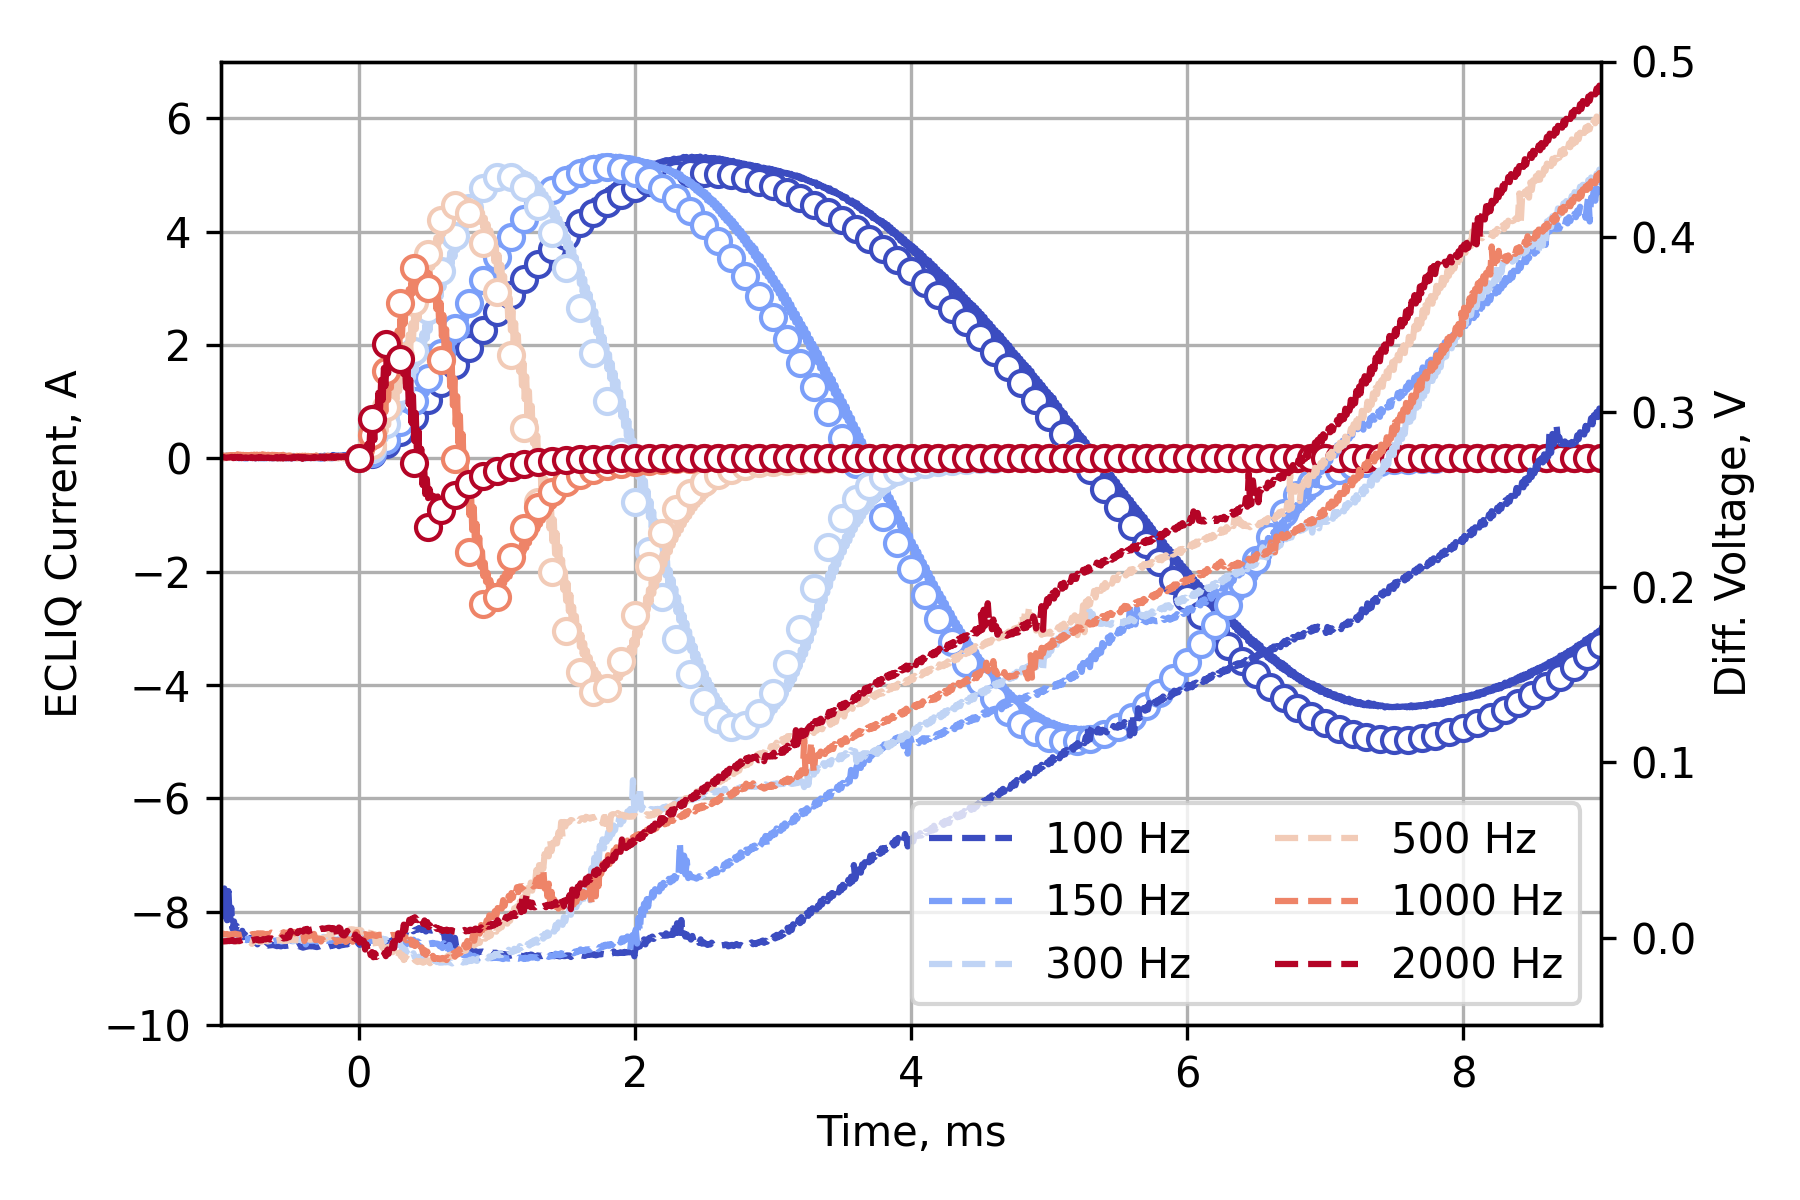 ECLIQ Current, A
6
4
2
0
−2
−4
−6
−8
−10
0 2 4 6 8
Time, ms
0.5
0.4
0.3
0.2
0.1
0.0
Diff. Voltage, V
100 Hz
150 Hz
300 Hz
500 Hz
1000 Hz
2000 Hz